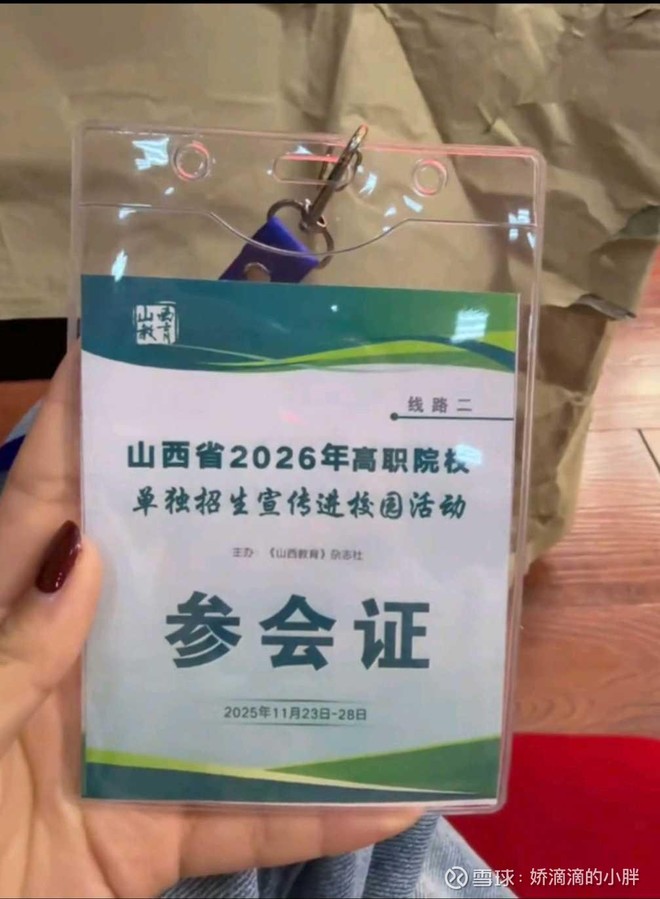 山西教育
线路二
山西省2026年高职院校
单独招生宣传进校园活动
主办：《山西教育》杂志社
参会证
2025年11月23日-28日
雪球：娇滴滴的小胖